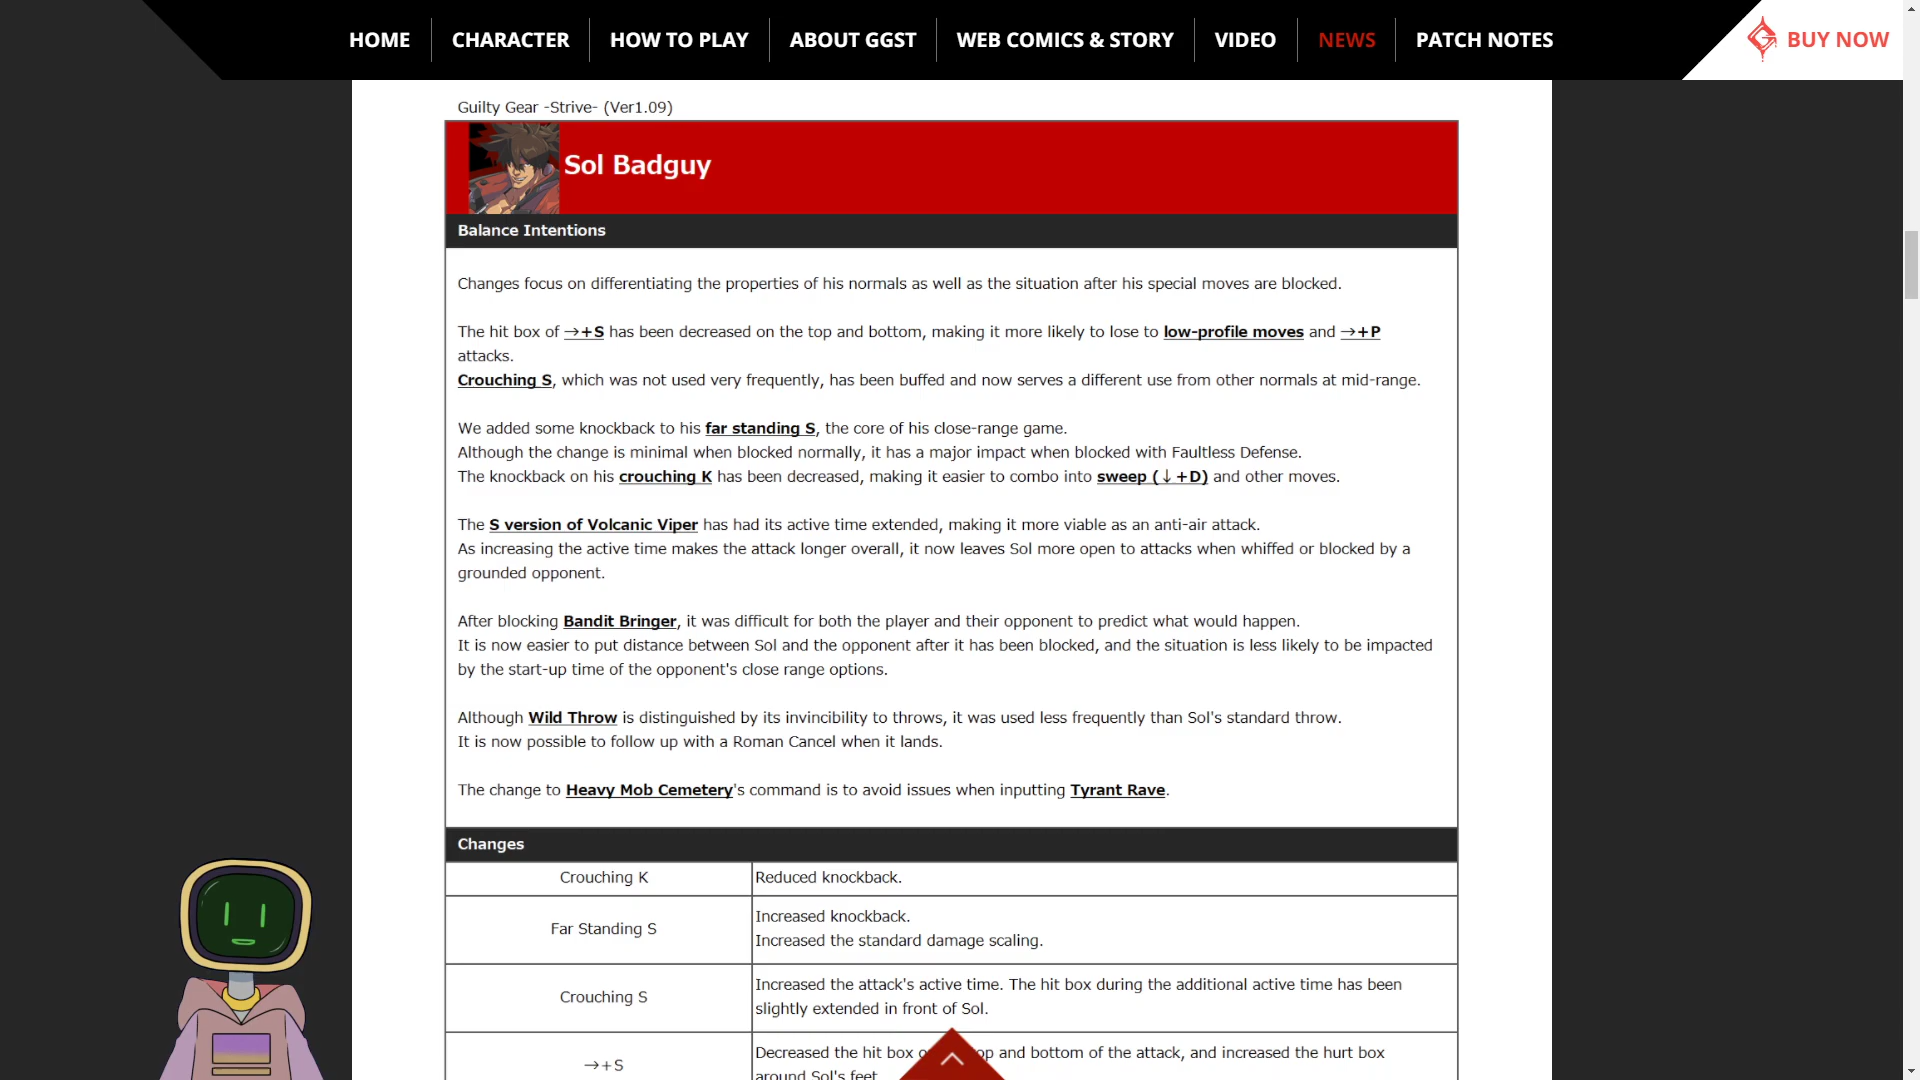 HOME
CHARACTER
HOW TO PLAY
ABOUT GGST
WEB COMICS & STORY
VIDEO
NEWS
PATCH NOTES
BUY NOW
Guilty Gear -Strive- (Ver1.09)
Sol Badguy
Balance Intentions
Changes focus on differentiating the properties of his normals as well as the situation after his special moves are blocked.
The hit box of →+S has been decreased on the top and bottom, making it more likely to lose to low-profile moves and →+P
attacks.
Crouching S, which was not used very frequently, has been buffed and now serves a different use from other normals at mid-range.
We added some knockback to his far standing S, the core of his close-range game.
Although the change is minimal when blocked normally, it has a major impact when blocked with Faultless Defense.
The knockback on his crouching K has been decreased, making it easier to combo into sweep (↓+D) and other moves.
The S version of Volcanic Viper has had its active time extended, making it more viable as an anti-air attack.
As increasing the active time makes the attack longer overall, it now leaves Sol more open to attacks when whiffed or blocked by a
grounded opponent.
After blocking Bandit Bringer, it was difficult for both the player and their opponent to predict what would happen.
It is now easier to put distance between Sol and the opponent after it has been blocked, and the situation is less likely to be impacted
by the start-up time of the opponent's close range options.
Although Wild Throw is distinguished by its invincibility to throws, it was used less frequently than Sol's standard throw.
It is now possible to follow up with a Roman Cancel when it lands.
The change to Heavy Mob Cemetery's command is to avoid issues when inputting Tyrant Rave.
Changes
Crouching K
Reduced knockback.
Far Standing S
Increased knockback.
Increased the standard damage scaling.
Crouching S
Increased the attack's active time. The hit box during the additional active time has been
slightly extended in front of Sol.
→+S
Decreased the hit box and bottom of the attack, and increased the hurt box
around Sol's feet